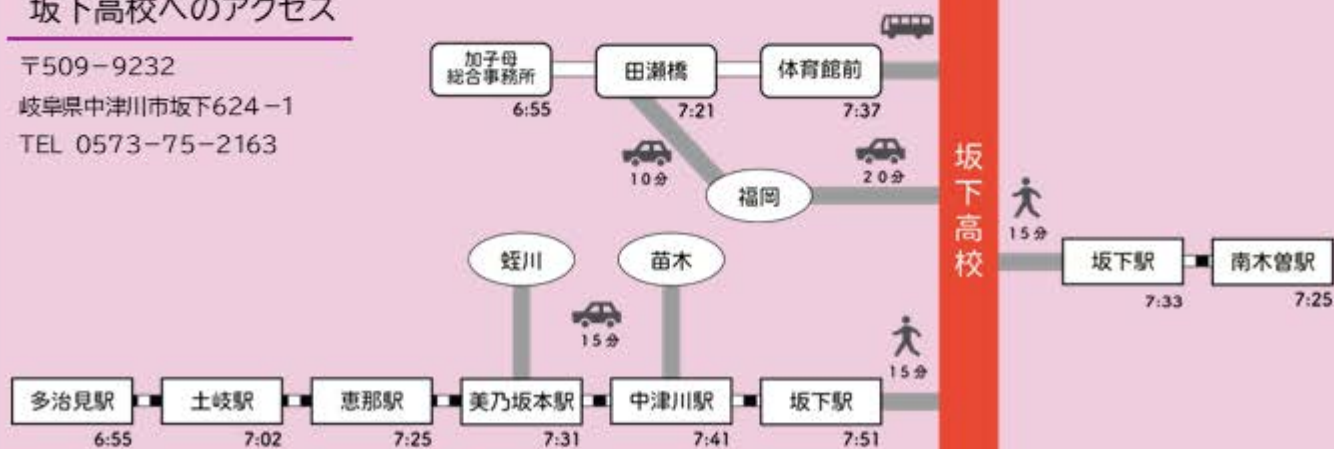 坂下高校へのアクセス
〒509-9232
岐阜県中津川市坂下624-1
TEL 0573-75-2163
加子母
総合事務所
6:55
田瀬橋
7:21
体育館前
7:37
10分
福岡
20分
坂下高校
15分
坂下駅
7:33
南木曽駅
7:25
蛭川
苗木
15分
15分
多治見駅
6:55
土岐駅
7:02
恵那駅
7:25
美乃坂本駅
7:31
中津川駅
7:41
坂下駅
7:51